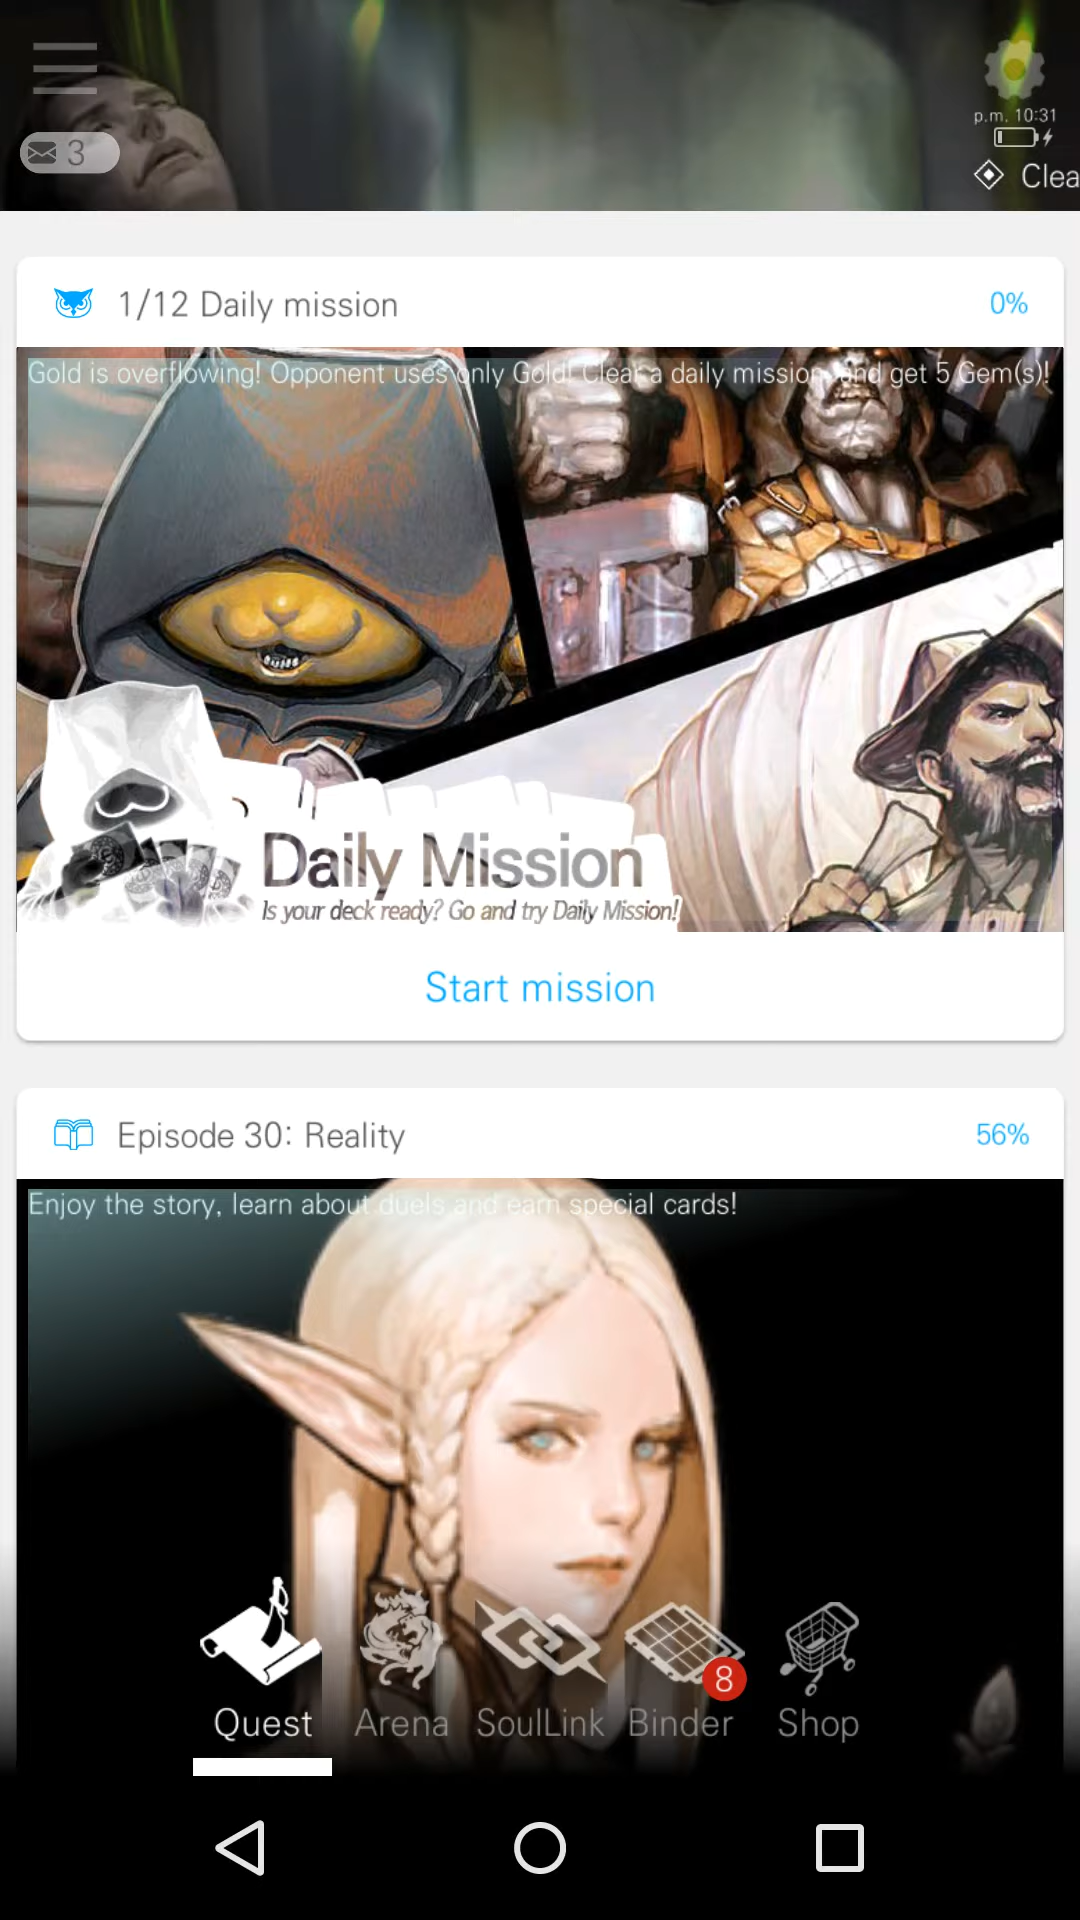 p.m. 10:31
3
Clea
1/12 Daily mission
0%
Gold is overflowing! Opponent uses only Gold! Clear a daily mission and get 5 Gem(s)!
Daily Mission
Is your deck ready? Go and try Daily Mission!
Start mission
Episode 30: Reality
56%
Enjoy the story, learn about duels and earn special cards!
8
Quest
Arena
SoulLink
Binder
Shop